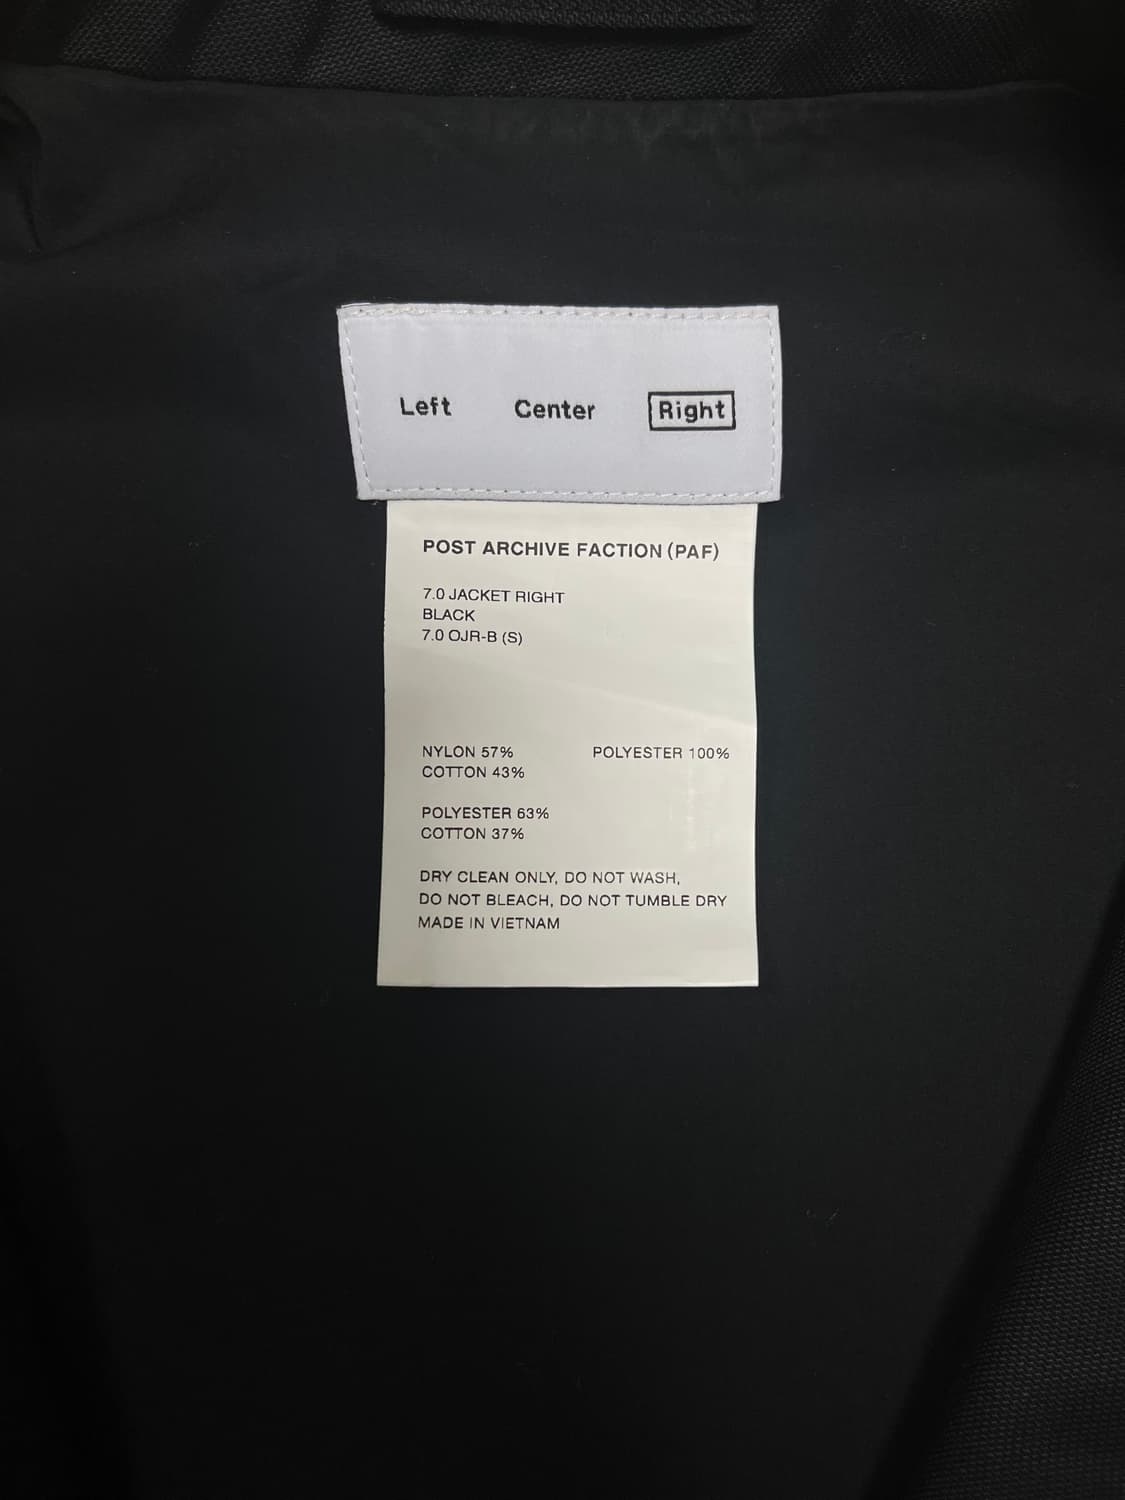 Left Center Right
POST ARCHIVE FACTION (PAF)
7.0 JACKET RIGHT
BLACK
7.0 OJR-B (S)
NYLON 57% POLYESTER 100%
COTTON 43%
POLYESTER 63%
COTTON 37%
DRY CLEAN ONLY, DO NOT WASH,
DO NOT BLEACH, DO NOT TUMBLE DRY
MADE IN VIETNAM